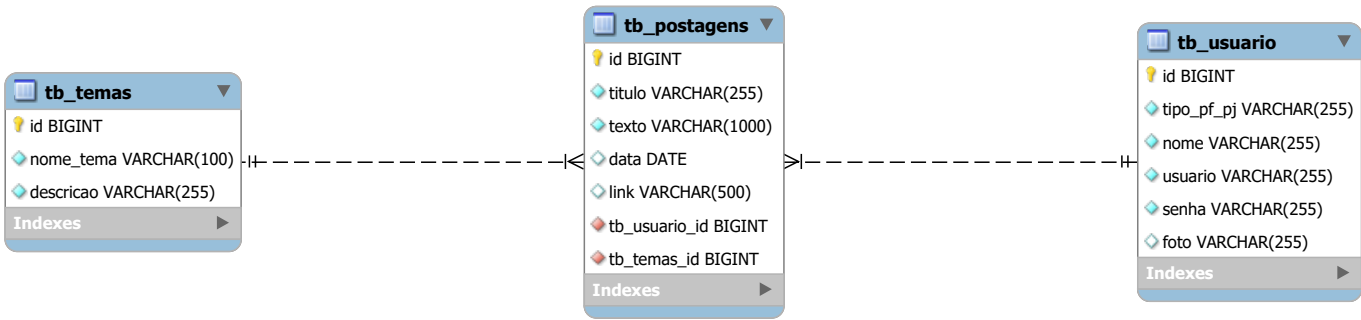 tb_temas
id BIGINT
nome_tema VARCHAR(100)
descricao VARCHAR(255)
Indexes
tb_postagens
id BIGINT
titulo VARCHAR(255)
texto VARCHAR(1000)
data DATE
link VARCHAR(500)
tb_usuario_id BIGINT
tb_temas_id BIGINT
Indexes
tb_usuario
id BIGINT
tipo_pf_pj VARCHAR(255)
nome VARCHAR(255)
usuario VARCHAR(255)
senha VARCHAR(255)
foto VARCHAR(255)
Indexes